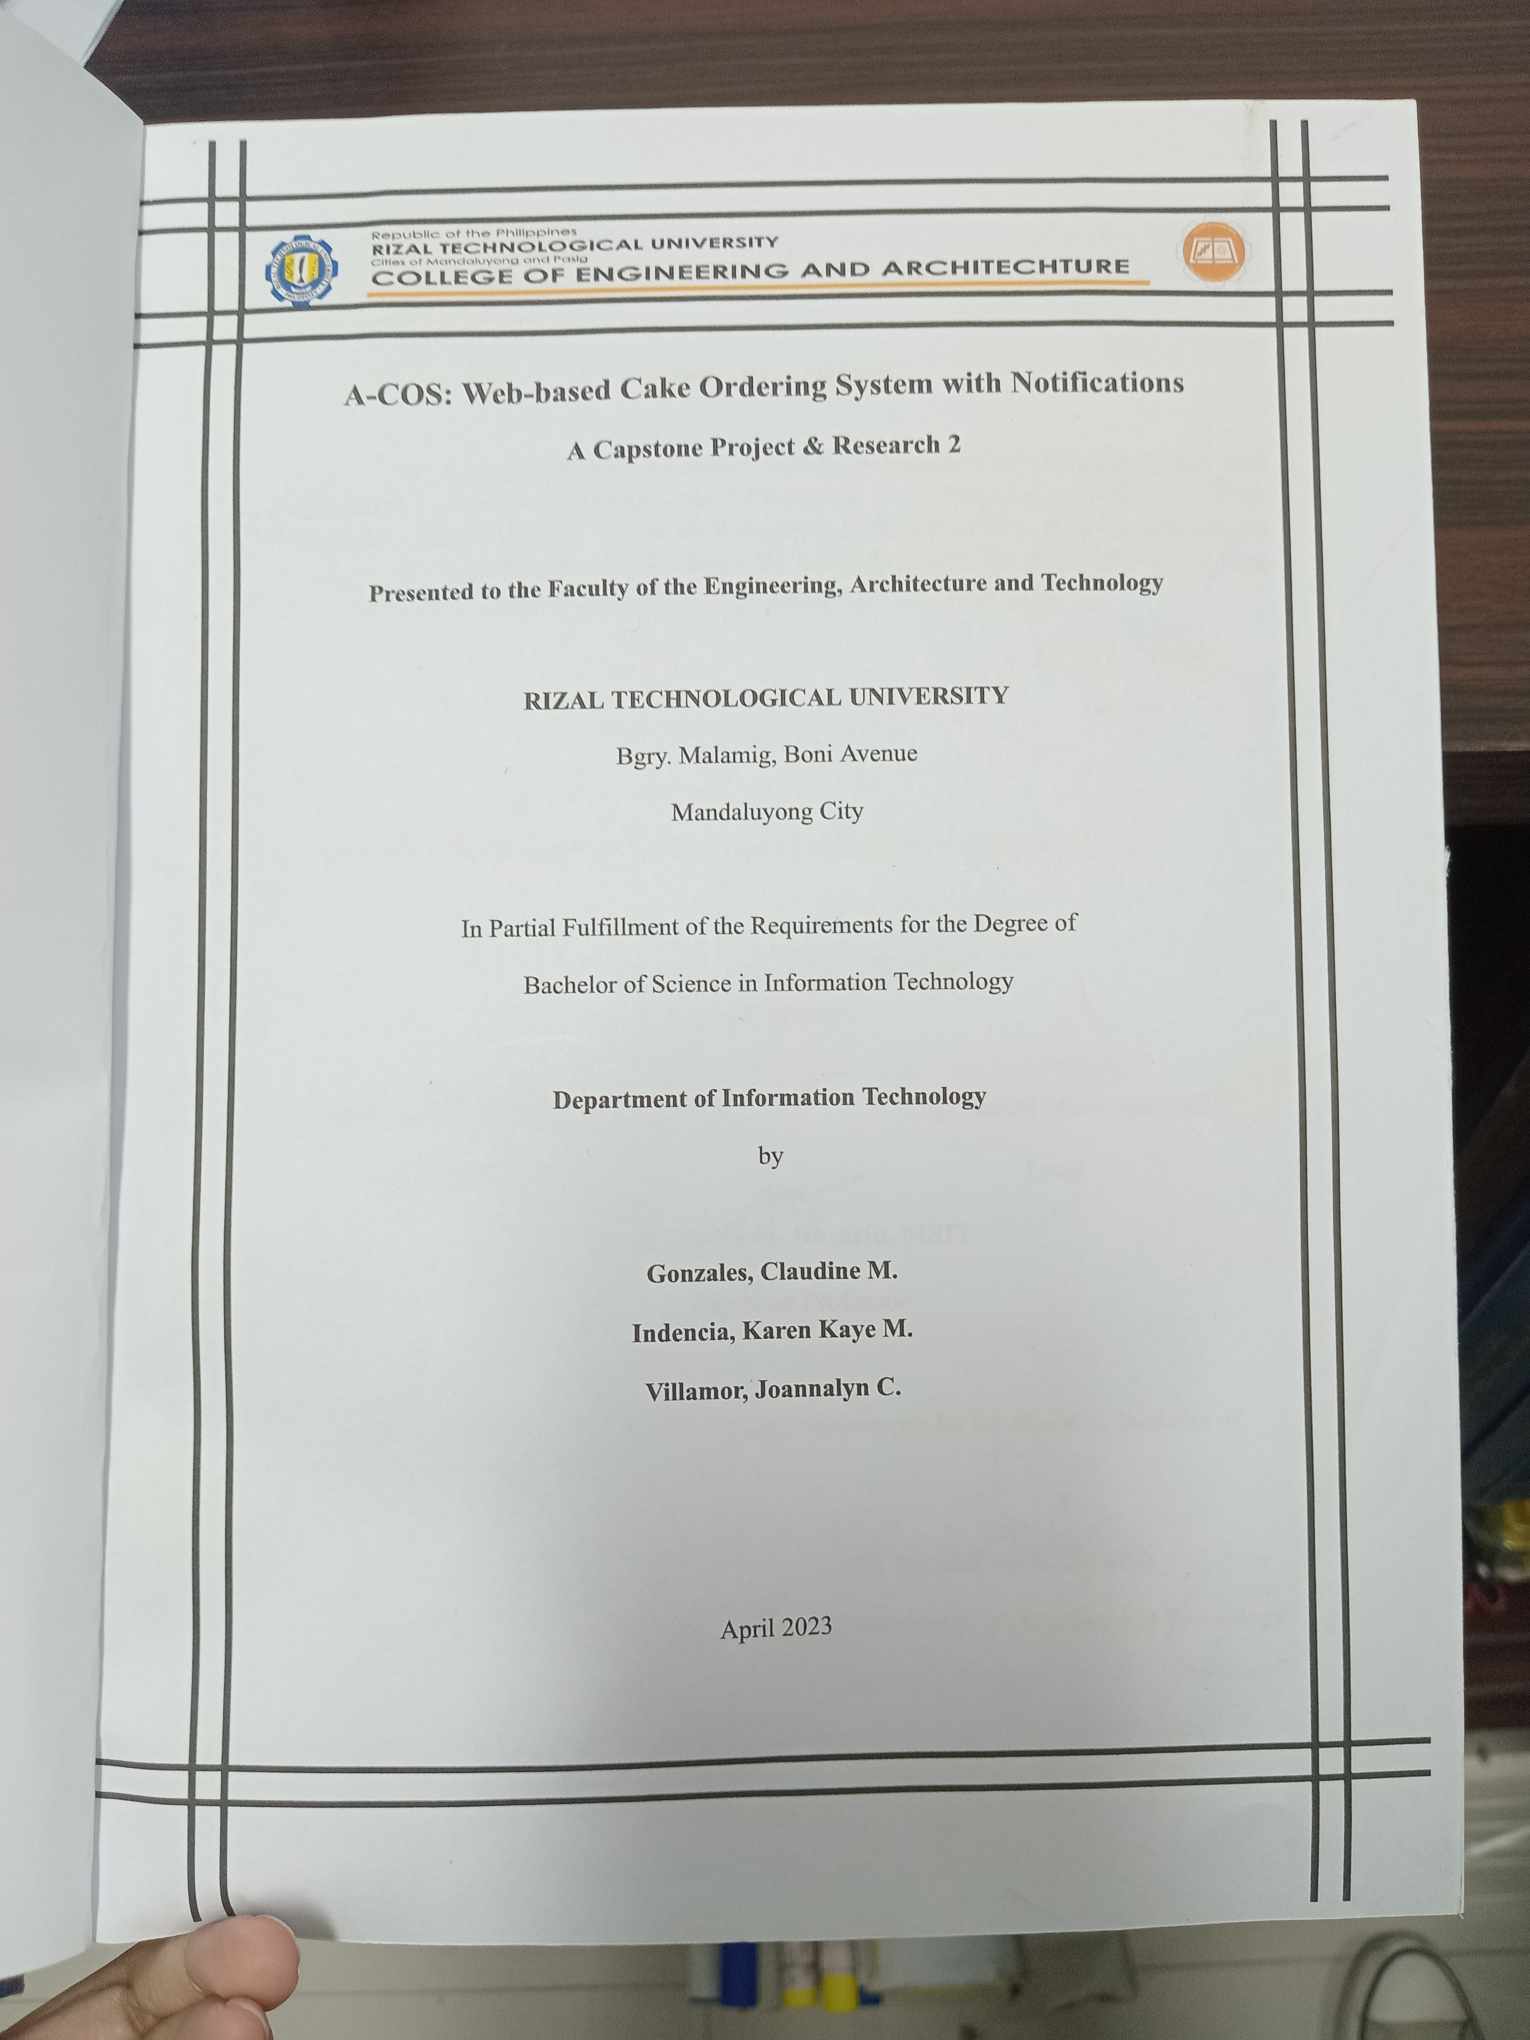 Republic of the Philippines
RIZAL TECHNOLOGICAL UNIVERSITY
Cities of Mandaluyong and Pasig
COLLEGE OF ENGINEERING AND ARCHITECHTURE
A-COS: Web-based Cake Ordering System with Notifications
A Capstone Project & Research 2
Presented to the Faculty of the Engineering, Architecture and Technology
RIZAL TECHNOLOGICAL UNIVERSITY
Bgry. Malamig, Boni Avenue
Mandaluyong City
In Partial Fulfillment of the Requirements for the Degree of
Bachelor of Science in Information Technology
Department of Information Technology
by
Gonzales, Claudine M.
Indencia, Karen Kaye M.
Villamor, Joannalyn C.
April 2023